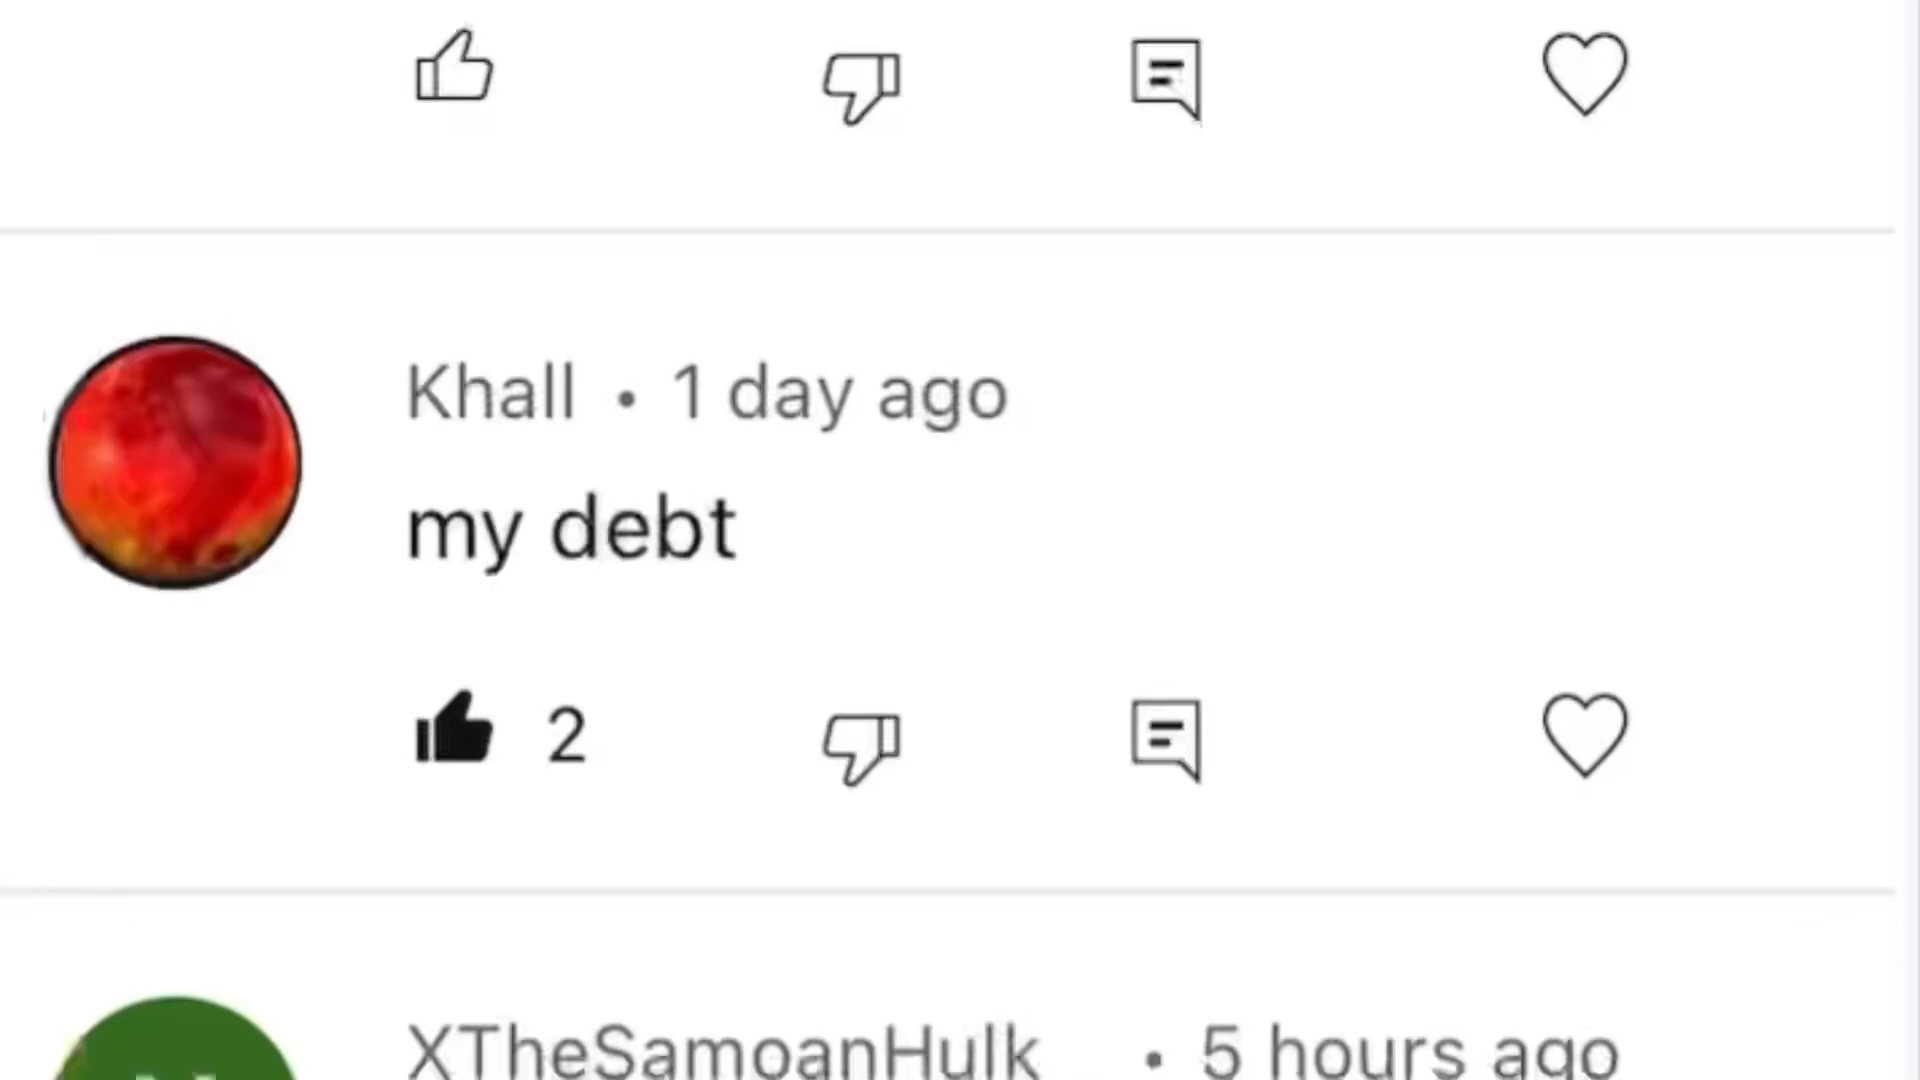 Khall • 1 day ago
my debt
2
XTheSamoanHulk • 5 hours ago